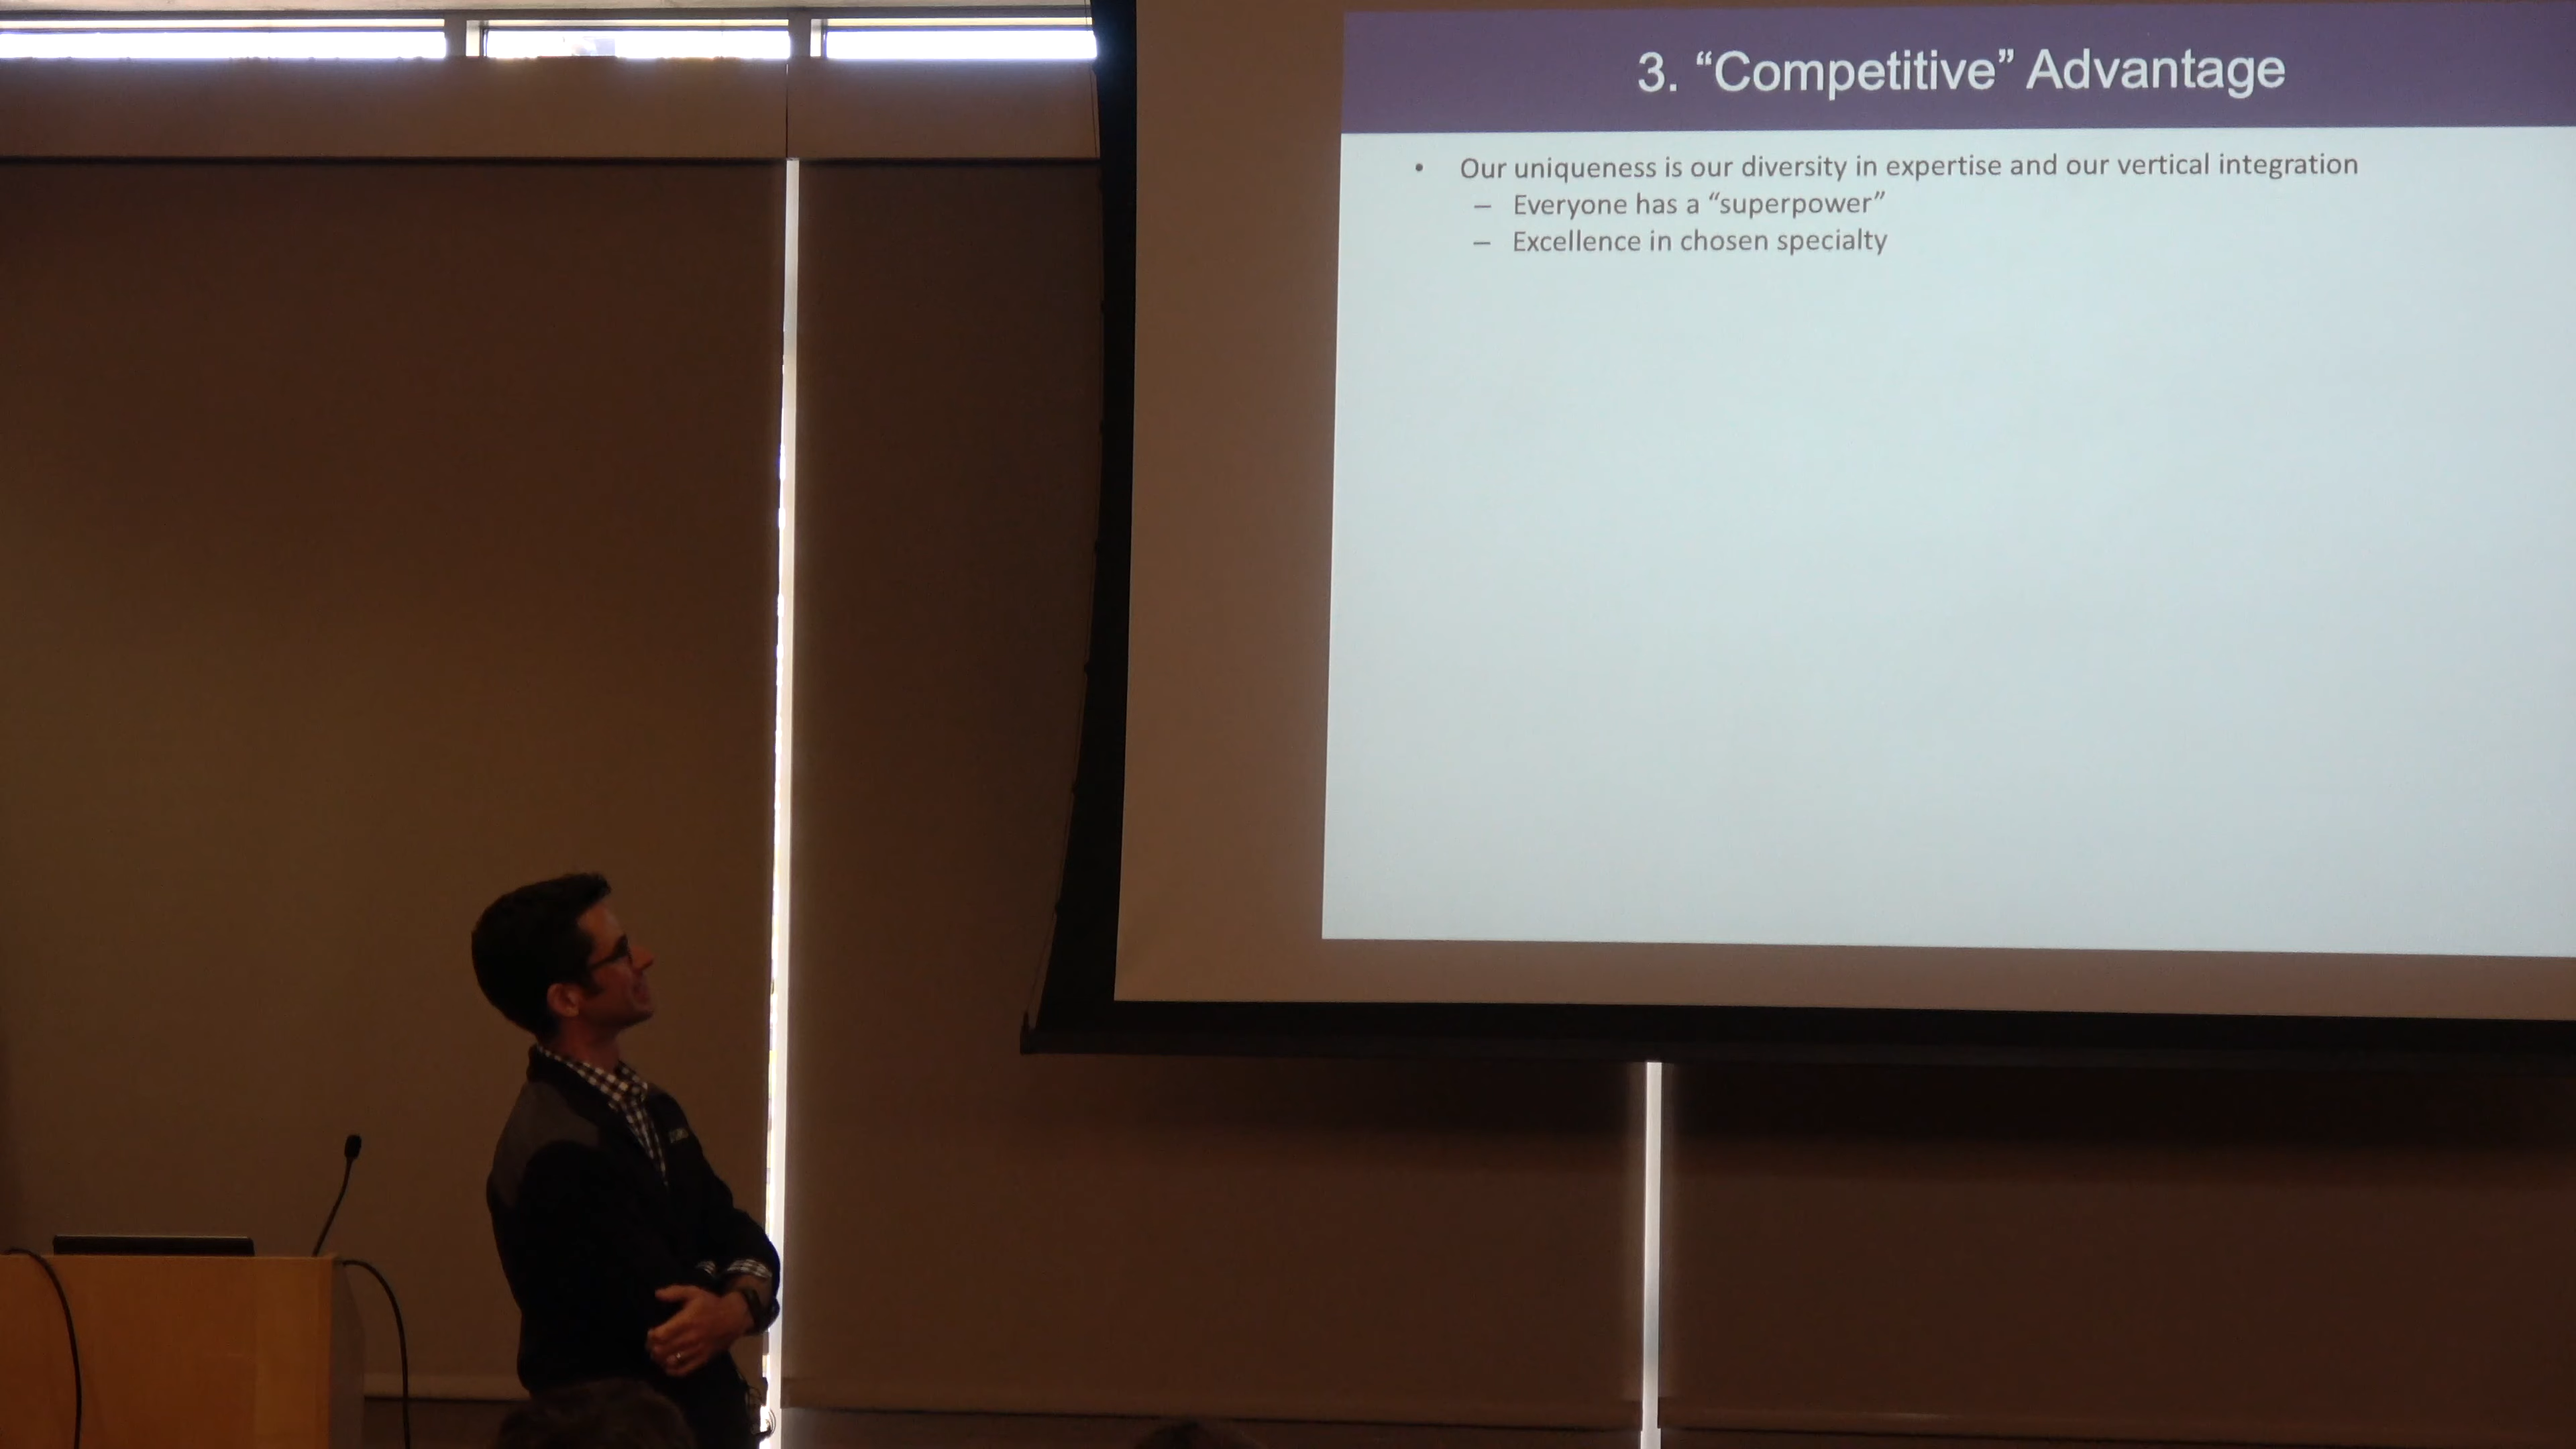 3. “Competitive” Advantage
• Our uniqueness is our diversity in expertise and our vertical integration
– Everyone has a “superpower”
– Excellence in chosen specialty